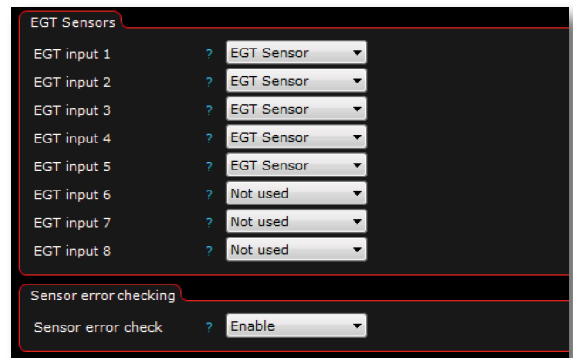 EGT Sensors
EGT input 1 ? EGT Sensor
EGT input 2 ? EGT Sensor
EGT input 3 ? EGT Sensor
EGT input 4 ? EGT Sensor
EGT input 5 ? EGT Sensor
EGT input 6 ? Not used
EGT input 7 ? Not used
EGT input 8 ? Not used
Sensor error checking
Sensor error check ? Enable